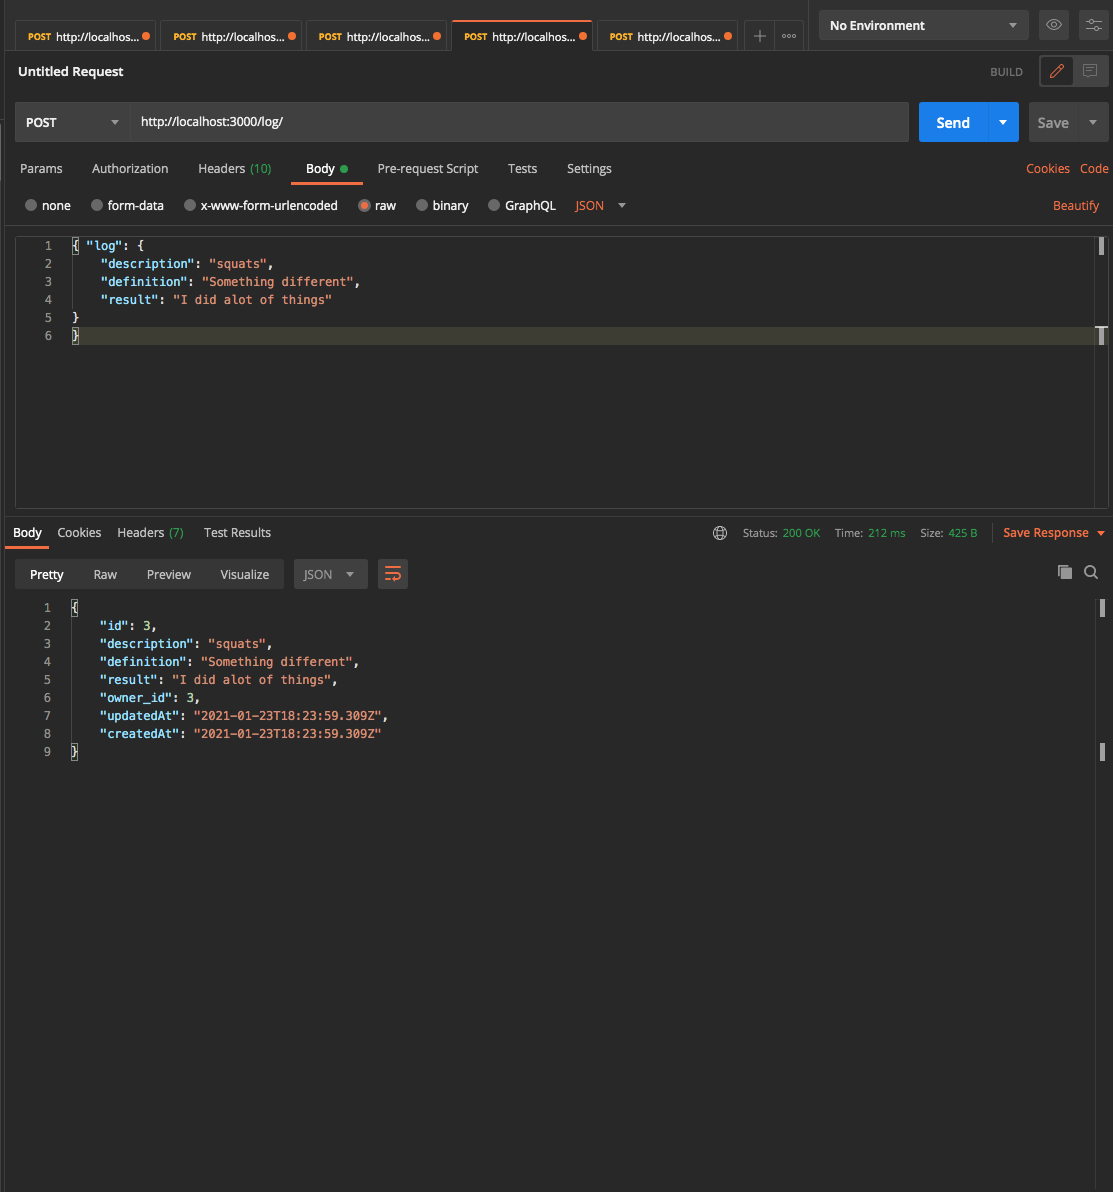 POST http://localhos... POST http://localhos... POST http://localhos... POST http://localhos... POST http://localhos... No Environment
Untitled Request BUILD
POST http://localhost:3000/log/ Send Save
Params Authorization Headers (10) Body Pre-request Script Tests Settings Cookies Code
none form-data x-www-form-urlencoded raw binary GraphQL JSON Beautify
1 { "log": {
2 "description": "squats",
3 "definition": "Something different",
4 "result": "I did alot of things"
5 }
6 }
Body Cookies Headers (7) Test Results Status: 200 OK Time: 212 ms Size: 425 B Save Response
Pretty Raw Preview Visualize JSON
1 {
2 "id": 3,
3 "description": "squats",
4 "definition": "Something different",
5 "result": "I did alot of things",
6 "owner_id": 3,
7 "updatedAt": "2021-01-23T18:23:59.309Z",
8 "createdAt": "2021-01-23T18:23:59.309Z"
9 }